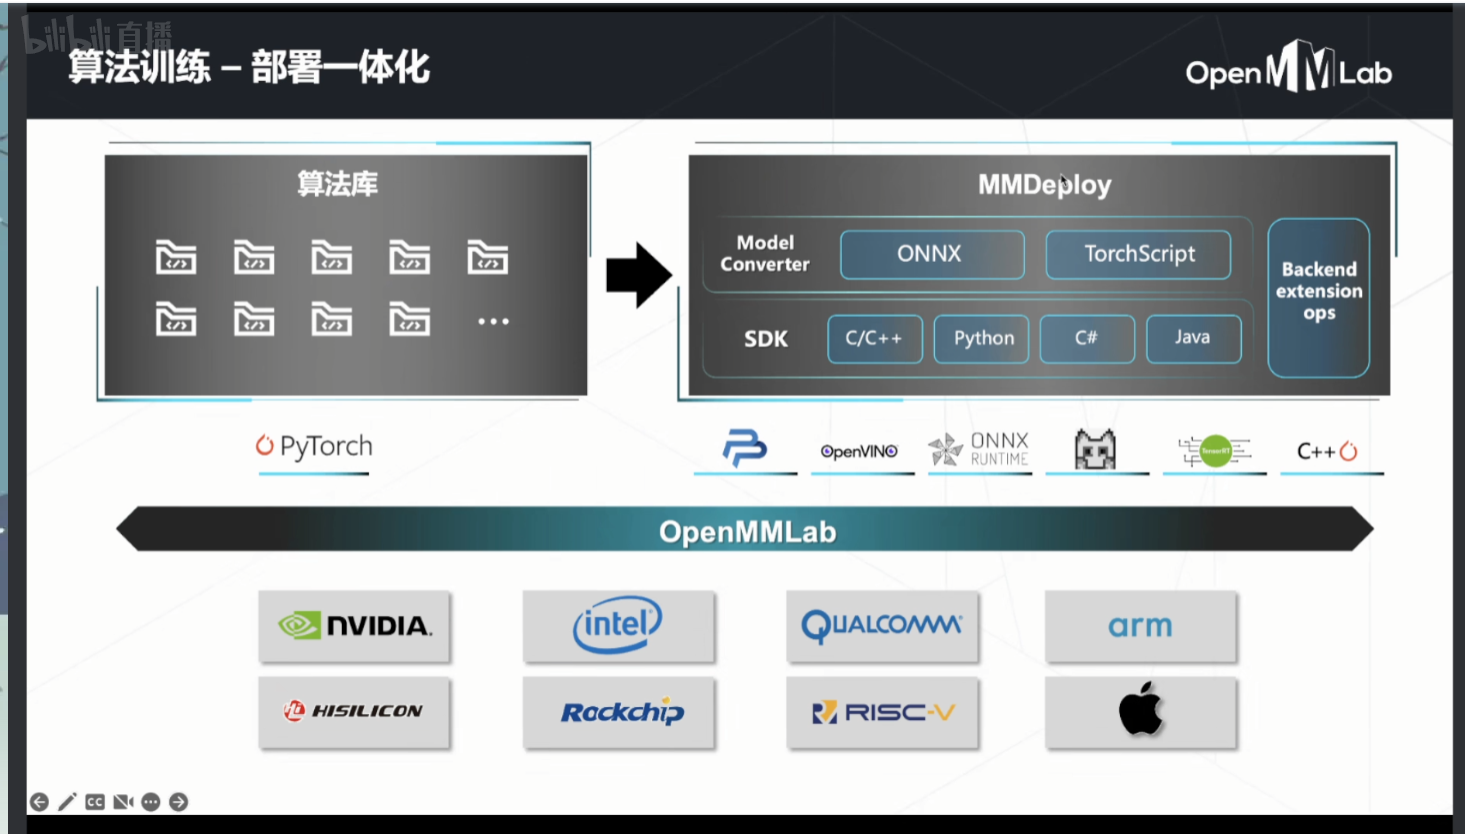 bilibili直播
算法训练 – 部署一体化
OpenMMLab
算法库
MMDeploy
Model
Converter
ONNX
TorchScript
Backend
extension
ops
SDK
C/C++
Python
C#
Java
PyTorch
OpenVINO
ONNX
RUNTIME
TensorRT
C++
OpenMMLab
NVIDIA.
intel
QUALCOMM
arm
HISILICON
Rockchip
RISC-V
CC